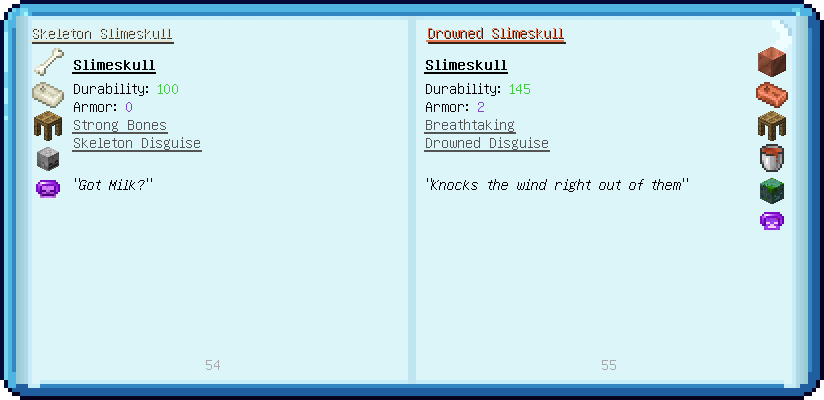 Skeleton Slimeskull
Slimeskull
Durability: 100
Armor: 0
Strong Bones
Skeleton Disguise
"Got Milk?"
54
Drowned Slimeskull
Slimeskull
Durability: 145
Armor: 2
Breathtaking
Drowned Disguise
"Knocks the wind right out of them"
55